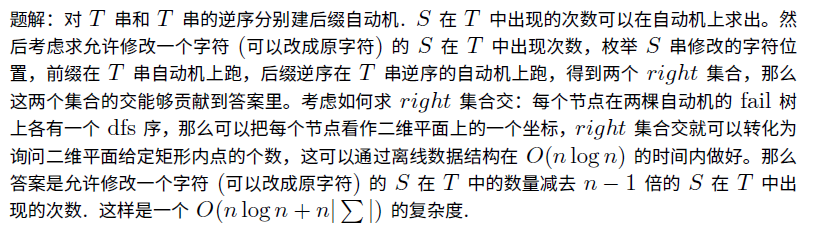 题解：对 T 串和 T 串的逆序分别建后缀自动机．S 在 T 中出现的次数可以在自动机上求出。然
后考虑求允许修改一个字符 (可以改成原字符) 的 S 在 T 中出现次数，枚举 S 串修改的字符位
置，前缀在 T 串自动机上跑，后缀逆序在 T 串逆序的自动机上跑，得到两个 right 集合，那么
这两个集合的交能够贡献到答案里。考虑如何求 right 集合交：每个节点在两棵自动机的 fail 树
上各有一个 dfs 序，那么可以把每个节点看作二维平面上的一个坐标，right 集合交就可以转化为
询问二维平面给定矩形内点的个数，这可以通过离线数据结构在 O(n log n) 的时间内做好。那么
答案是允许修改一个字符 (可以改成原字符) 的 S 在 T 中的数量减去 n − 1 倍的 S 在 T 中出
现的次数．这样是一个 O(n log n + n|∑|) 的复杂度．